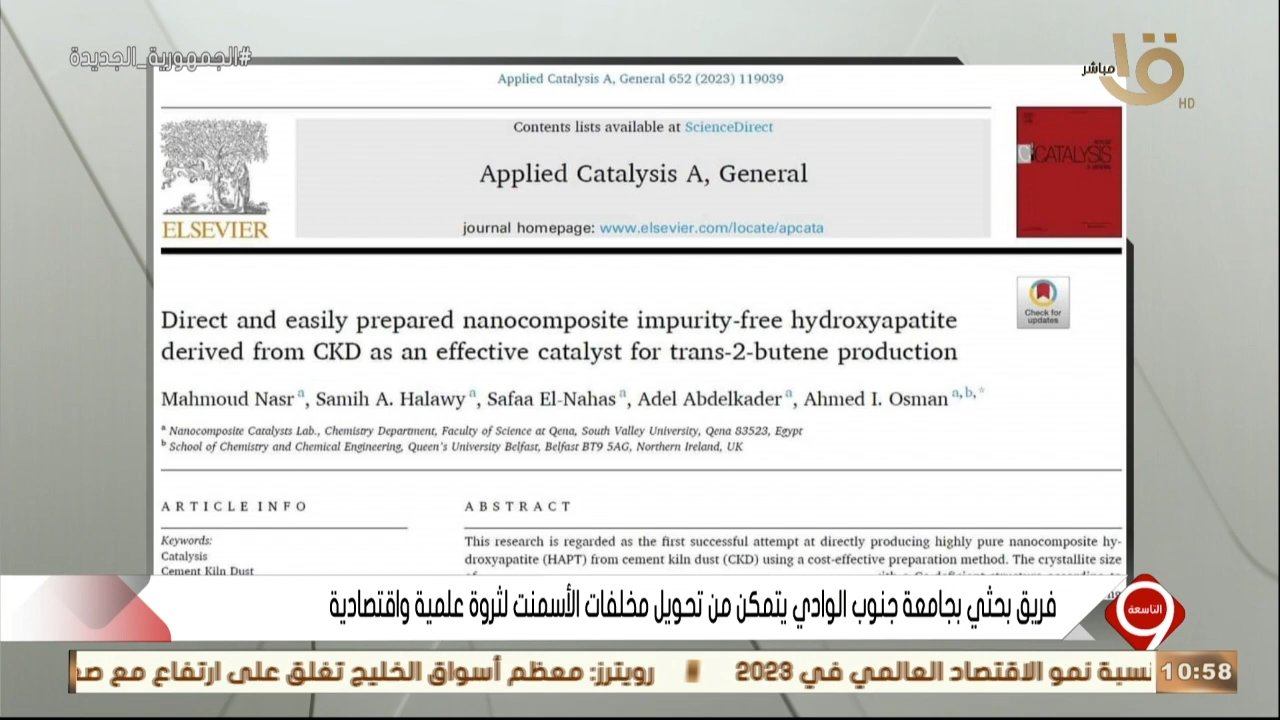 #الجمهورية_الجديدة
مباشر
HD
Applied Catalysis A, General 652 (2023) 119039
Contents lists available at ScienceDirect
Applied Catalysis A, General
journal homepage: www.elsevier.com/locate/apcata
ELSEVIER
CATALYSIS
Check for
updates
Direct and easily prepared nanocomposite impurity-free hydroxyapatite
derived from CKD as an effective catalyst for trans-2-butene production
Mahmoud Nasr a, Samih A. Halawy a, Safaa El-Nahas a, Adel Abdelkader a, Ahmed I. Osman a,b,*
a Nanocomposite Catalysts Lab., Chemistry Department, Faculty of Science at Qena, South Valley University, Qena 83523, Egypt
b School of Chemistry and Chemical Engineering, Queen's University Belfast, Belfast BT9 5AG, Northern Ireland, UK
ARTICLE INFO
Keywords:
Catalysis
Cement Kiln Dust
ABSTRACT
This research is regarded as the first successful attempt at directly producing highly pure nanocomposite hy-
droxyapatite (HAPT) from cement kiln dust (CKD) using a cost-effective preparation method. The crystallite size
التاسعة
فريق بحثي بجامعة جنوب الوادي يتمكن من تحويل مخلفات الأسمنت لثروة علمية واقتصادية
10:58
نسبة نمو الاقتصاد العالمي في 2023 رويترز: معظم أسواق الخليج تغلق على ارتفاع مع